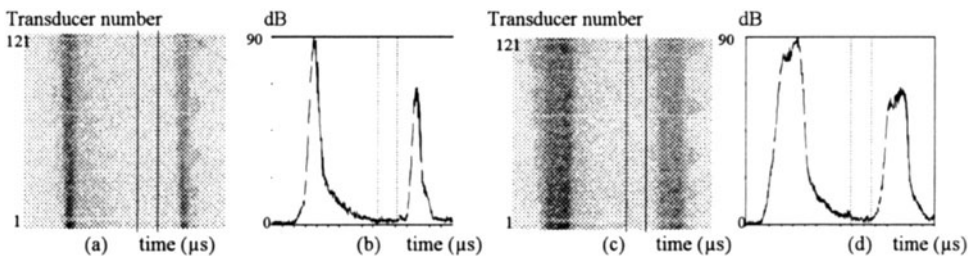 Transducer number
121
1
(a) time (µs)
dB
90
0
(b) time (µs)
Transducer number
121
1
(c) time (µs)
dB
90
0
(d) time (µs)